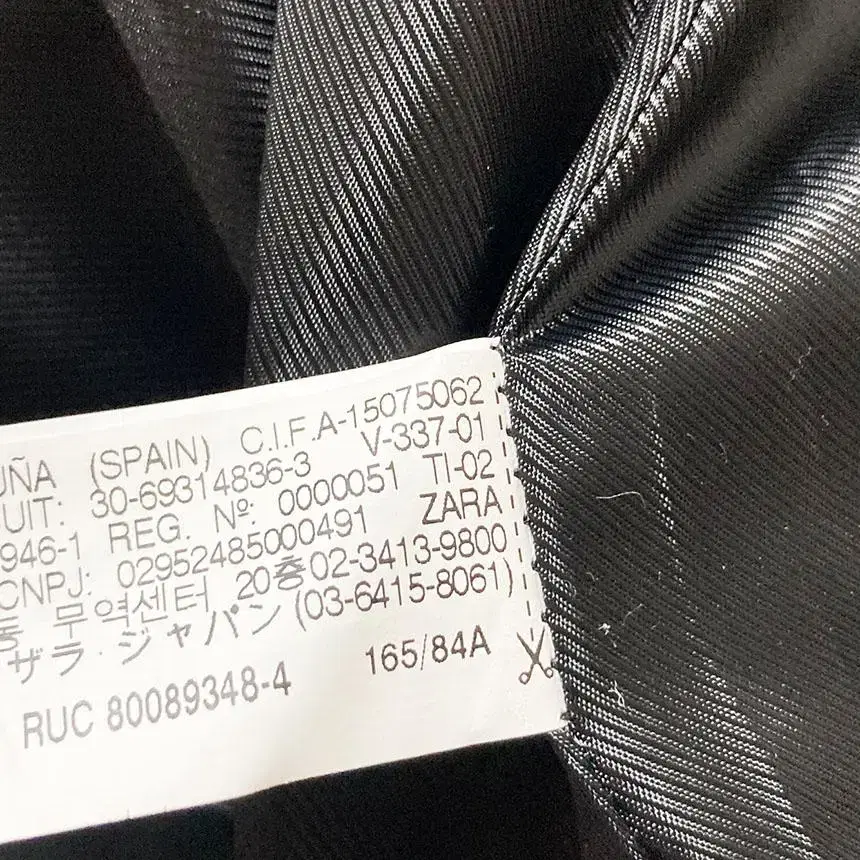 UÑA (SPAIN) C.I.F.A-15075062
UIT: 30-69314836-3 V-337-01
946-1 REG. Nº: 0000051 TI-02
CNPJ: 02952485000491 ZARA
동 무역센터 20층02-3413-9800
ザラ・ジャパン(03-6415-8061)
165/84A
RUC 80089348-4